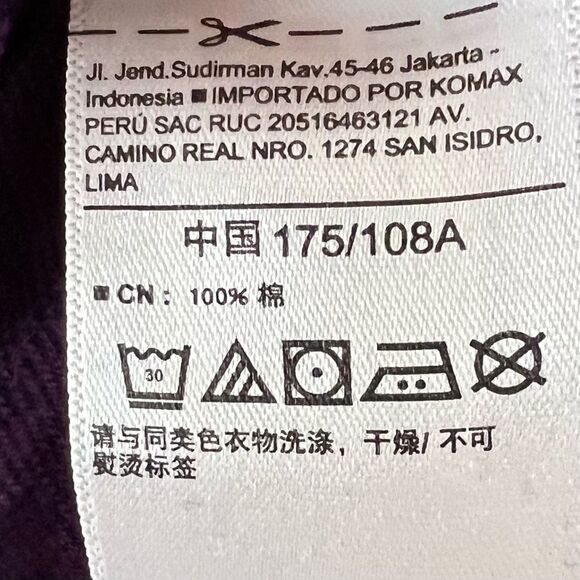 Jl. Jend.Sudirman Kav.45-46 Jakarta -
Indonesia ■ IMPORTADO POR KOMAX
PERÚ SAC RUC 20516463121 AV.
CAMINO REAL NRO. 1274 SAN ISIDRO,
LIMA
中国 175/108A
■ CN： 100% 棉
30
请与同类色衣物洗涤，干燥/ 不可
熨烫标签